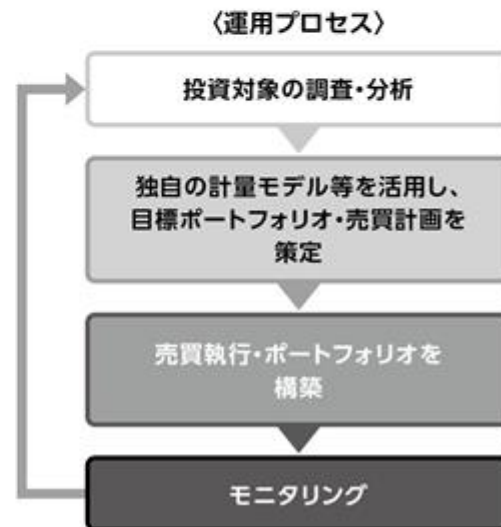 〈運用プロセス〉
投資対象の調査・分析
独自の計量モデル等を活用し、
目標ポートフォリオ・売買計画を
策定
売買執行・ポートフォリオを
構築
モニタリング